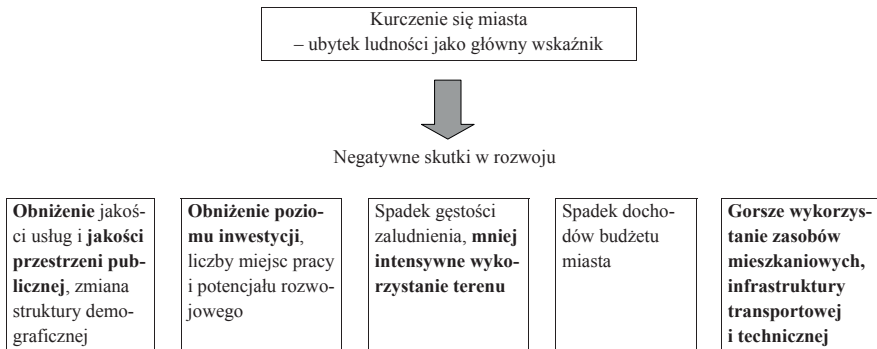 Kurczenie się miasta
– ubytek ludności jako główny wskaźnik
Negatywne skutki w rozwoju
Obniżenie jakoś-
ci usług i jakości
przestrzeni pub-
licznej, zmiana
struktury demo-
graficznej
Obniżenie pozio-
mu inwestycji,
liczby miejsc pracy
i potencjału rozwo-
jowego
Spadek gęstości
zaludnienia, mniej
intensywne wyko-
rzystanie terenu
Spadek docho-
dów budżetu
miasta
Gorsze wykorzys-
tanie zasobów
mieszkaniowych,
infrastruktury
transportowej
i technicznej